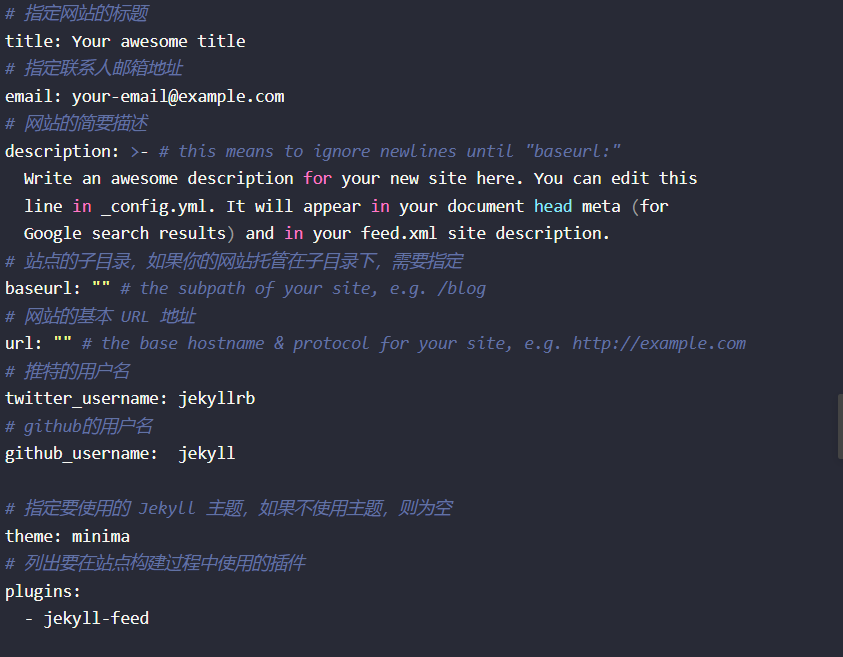 # 指定网站的标题
title: Your awesome title
# 指定联系人邮箱地址
email: your-email@example.com
# 网站的简要描述
description: >- # this means to ignore newlines until "baseurl:"
  Write an awesome description for your new site here. You can edit this
  line in _config.yml. It will appear in your document head meta (for
  Google search results) and in your feed.xml site description.
# 站点的子目录，如果你的网站托管在子目录下，需要指定
baseurl: "" # the subpath of your site, e.g. /blog
# 网站的基本 URL 地址
url: "" # the base hostname & protocol for your site, e.g. http://example.com
# 推特的用户名
twitter_username: jekyllrb
# github的用户名
github_username:  jekyll
# 指定要使用的 Jekyll 主题，如果不使用主题，则为空
theme: minima
# 列出要在站点构建过程中使用的插件
plugins:
  - jekyll-feed